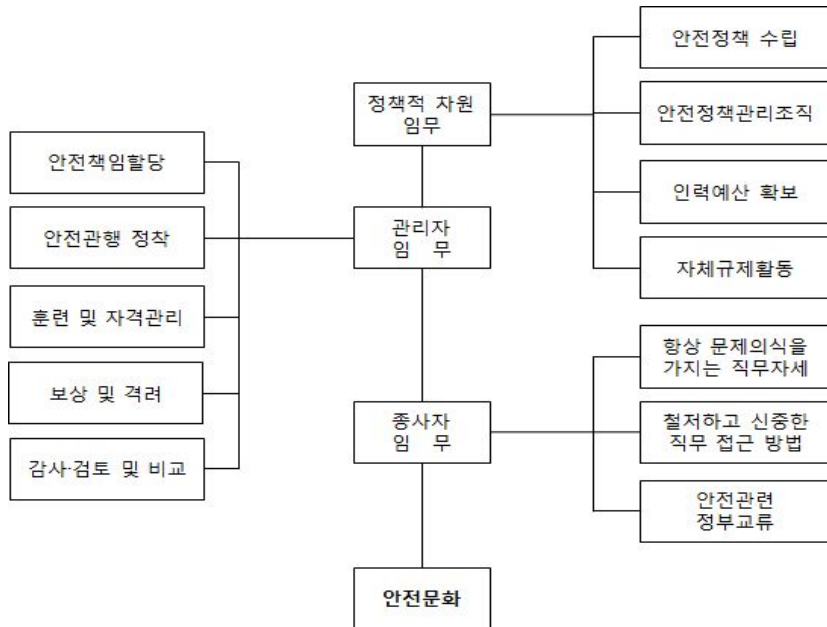 안전정책 수립
정책적 차원
임무
안전정책관리조직
안전책임할당
인력예산 확보
안전관행 정착
관리자
임 무
자체규제활동
훈련 및 자격관리
항상 문제의식을
가지는 직무자세
보상 및 격려
종사자
임 무
철저하고 신중한
직무 접근 방법
감사·검토 및 비교
안전관련
정부교류
안전문화